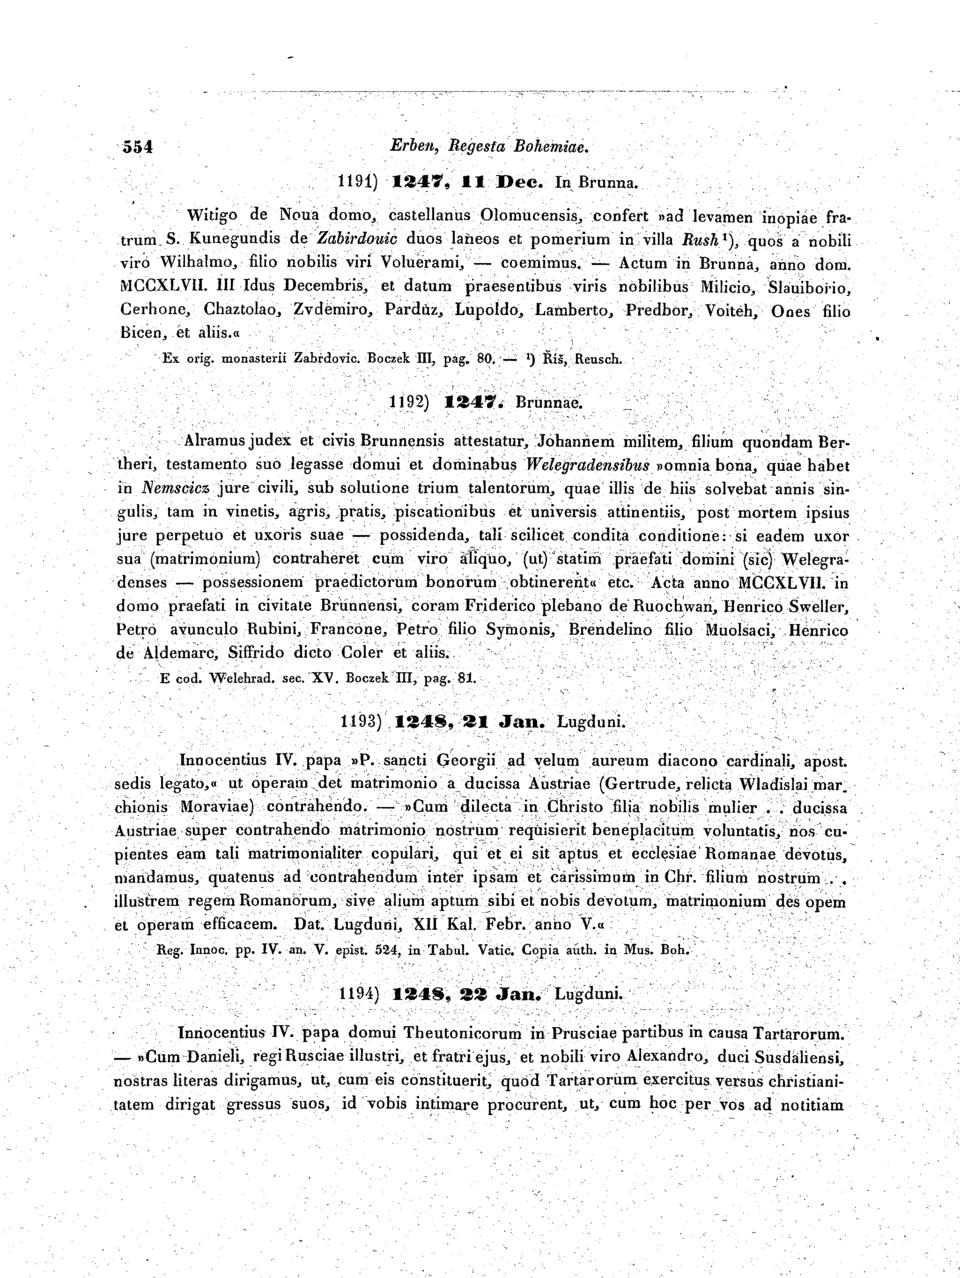 554 Erben, Regesta Bohemiae.
1191) 1247, 11 Dec. In Brunna.
Witigo de Noua domo, castellanus Olomucensis, confert »ad levamen inopiae fra-
trum S. Kunegundis de Zabirdouic duos laneos et pomerium in villa Rush ¹), quos a nobili
viro Wilhalmo, filio nobilis viri Voluerami, — coemimus. — Actum in Brunna, anno dom.
MCCXLVII. III Idus Decembris, et datum praesentibus viris nobilibus Milicio, Slauiborio,
Cerhone, Chaztolao, Zvdemiro, Parduz, Lupoldo, Lamberto, Predbor, Voiteh, Ones filio
Bicen, et aliis.«
Ex orig. monasterii Zabrdovic. Boczek III, pag. 80. — ¹) Říš, Reusch.
1192) 1247. Brunnae.
Alramus judex et civis Brunnensis attestatur, Johannem militem, filium quondam Ber-
theri, testamento suo legasse domui et dominabus Welegradensibus »omnia bona, quae habet
in Nemscicz jure civili, sub solutione trium talentorum, quae illis de hiis solvebat annis sin-
gulis, tam in vinetis, agris, pratis, piscationibus et universis attinentiis, post mortem ipsius
jure perpetuo et uxoris suae — possidenda, tali scilicet condita conditione: si eadem uxor
sua (matrimonium) contraheret cum viro aliquo, (ut) statim praefati domini (sic) Welegra-
denses — possessionem praedictorum bonorum obtinerent« etc. Acta anno MCCXLVII. in
domo praefati in civitate Brunnensi, coram Friderico plebano de Ruochwan, Henrico Sweller,
Petro avunculo Rubini, Francone, Petro filio Symonis, Brendelino filio Muolsaci, Henrico
de Aldemarc, Siffrido dicto Coler et aliis.
E cod. Welehrad. sec. XV. Boczek III, pag. 81.
1193) 1248, 21 Jan. Lugduni.
Innocentius IV. papa »P. sancti Georgii ad velum aureum diacono cardinali, apost.
sedis legato,« ut operam det matrimonio a ducissa Austriae (Gertrude, relicta Wladislai mar.
chionis Moraviae) contrahendo. — »Cum dilecta in Christo filia nobilis mulier . . ducissa
Austriae super contrahendo matrimonio nostrum requisierit beneplacitum voluntatis, nos cu-
pientes eam tali matrimonialiter copulari, qui et ei sit aptus et ecclesiae Romanae devotus,
mandamus, quatenus ad contrahendum inter ipsam et carissimum in Chr. filium nostrum . .
illustrem regem Romanorum, sive alium aptum sibi et nobis devotum, matrimonium des opem
et operam efficacem. Dat. Lugduni, XII Kal. Febr. anno V.«
Reg. Innoc. pp. IV. an. V. epist. 524, in Tabul. Vatic. Copia auth. in Mus. Boh.
1194) 1248, 22 Jan. Lugduni.
Innocentius IV. papa domui Theutonicorum in Prusciae partibus in causa Tartarorum.
— »Cum Danieli, regi Rusciae illustri, et fratri ejus, et nobili viro Alexandro, duci Susdaliensi,
nostras literas dirigamus, ut, cum eis constituerit, quod Tartarorum exercitus versus christiani-
tatem dirigat gressus suos, id vobis intimare procurent, ut, cum hoc per vos ad notitiam